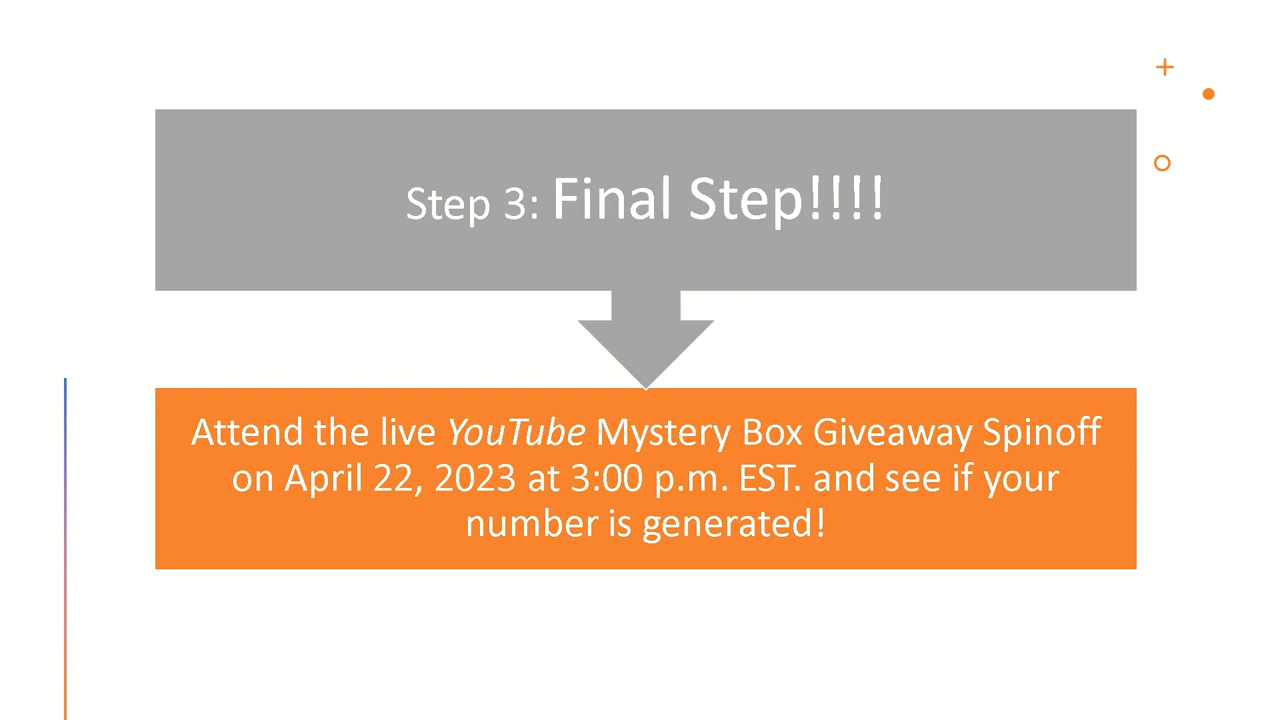 Step 3: Final Step!!!!
Attend the live YouTube Mystery Box Giveaway Spinoff
on April 22, 2023 at 3:00 p.m. EST. and see if your
number is generated!